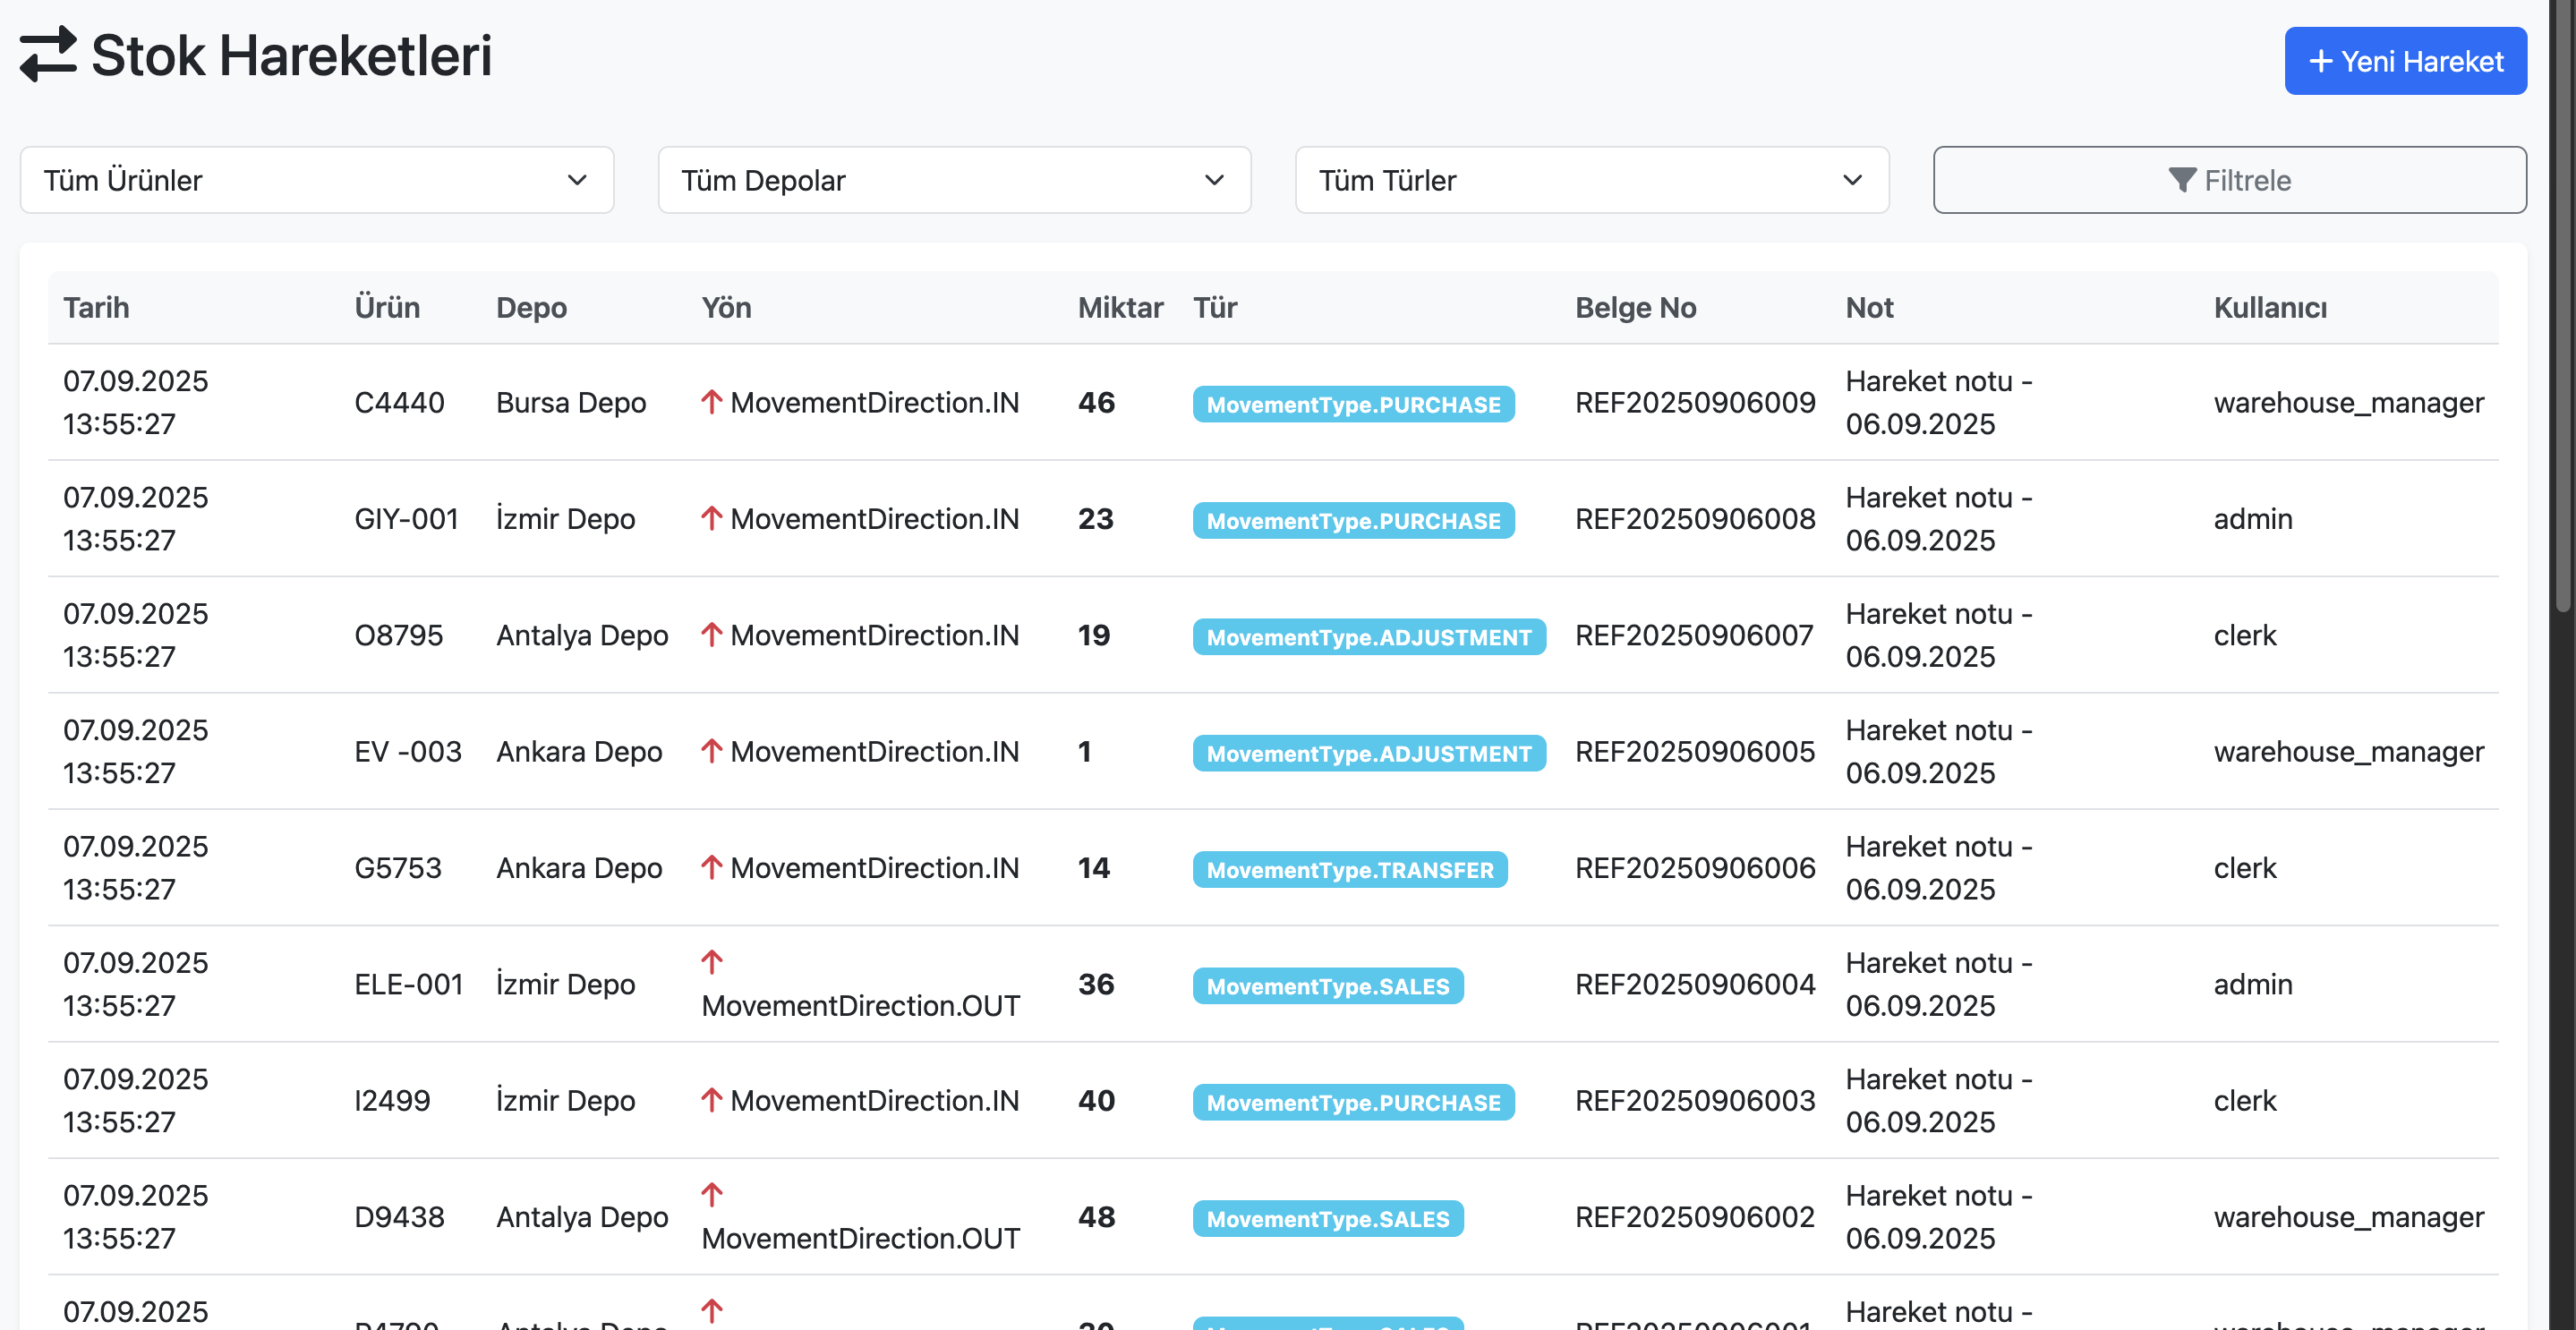 Stok Hareketleri
+ Yeni Hareket
Tüm Ürünler
Tüm Depolar
Tüm Türler
Filtrele
Tarih Ürün Depo Yön Miktar Tür Belge No Not Kullanıcı
07.09.2025 13:55:27 C4440 Bursa Depo MovementDirection.IN 46 MovementType.PURCHASE REF20250906009 Hareket notu - 06.09.2025 warehouse_manager
07.09.2025 13:55:27 GIY-001 İzmir Depo MovementDirection.IN 23 MovementType.PURCHASE REF20250906008 Hareket notu - 06.09.2025 admin
07.09.2025 13:55:27 O8795 Antalya Depo MovementDirection.IN 19 MovementType.ADJUSTMENT REF20250906007 Hareket notu - 06.09.2025 clerk
07.09.2025 13:55:27 EV -003 Ankara Depo MovementDirection.IN 1 MovementType.ADJUSTMENT REF20250906005 Hareket notu - 06.09.2025 warehouse_manager
07.09.2025 13:55:27 G5753 Ankara Depo MovementDirection.IN 14 MovementType.TRANSFER REF20250906006 Hareket notu - 06.09.2025 clerk
07.09.2025 13:55:27 ELE-001 İzmir Depo MovementDirection.OUT 36 MovementType.SALES REF20250906004 Hareket notu - 06.09.2025 admin
07.09.2025 13:55:27 I2499 İzmir Depo MovementDirection.IN 40 MovementType.PURCHASE REF20250906003 Hareket notu - 06.09.2025 clerk
07.09.2025 13:55:27 D9438 Antalya Depo MovementDirection.OUT 48 MovementType.SALES REF20250906002 Hareket notu - 06.09.2025 warehouse_manager
07.09.2025 Hareket notu -